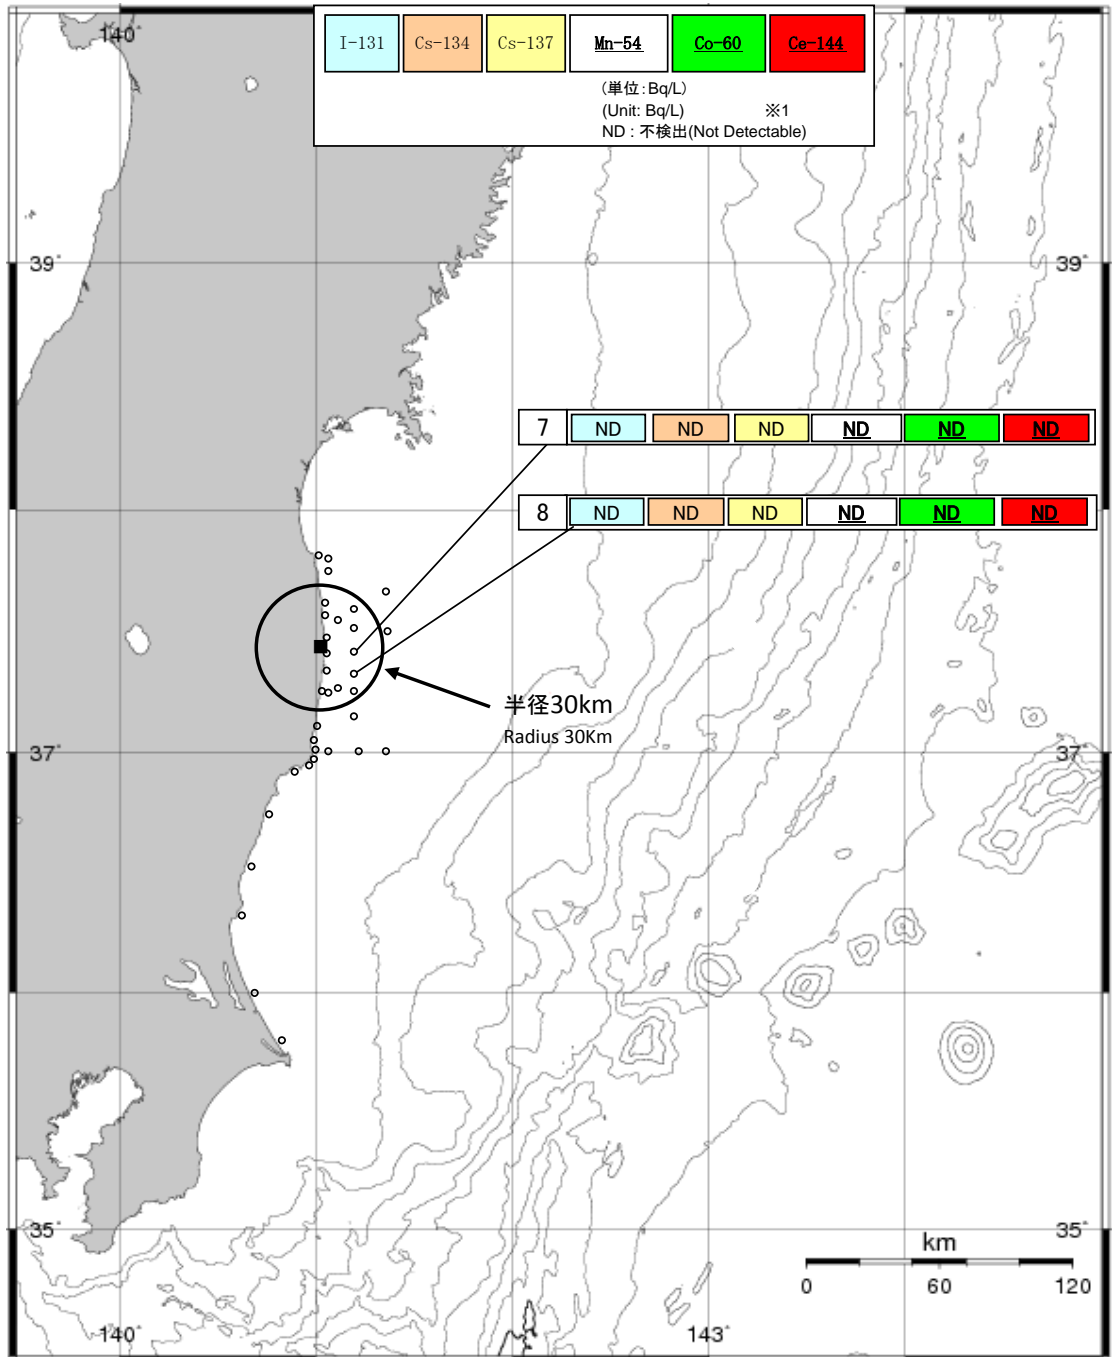 140°
I-131 Cs-134 Cs-137 Mn-54 Co-60 Ce-144
(単位:Bq/L)
(Unit: Bq/L) ※1
ND : 不検出(Not Detectable)
39° 39°
7 ND ND ND ND ND ND
8 ND ND ND ND ND ND
半径30km
Radius 30Km
37° 37°
35° 35°
km
0 60 120
140° 143°